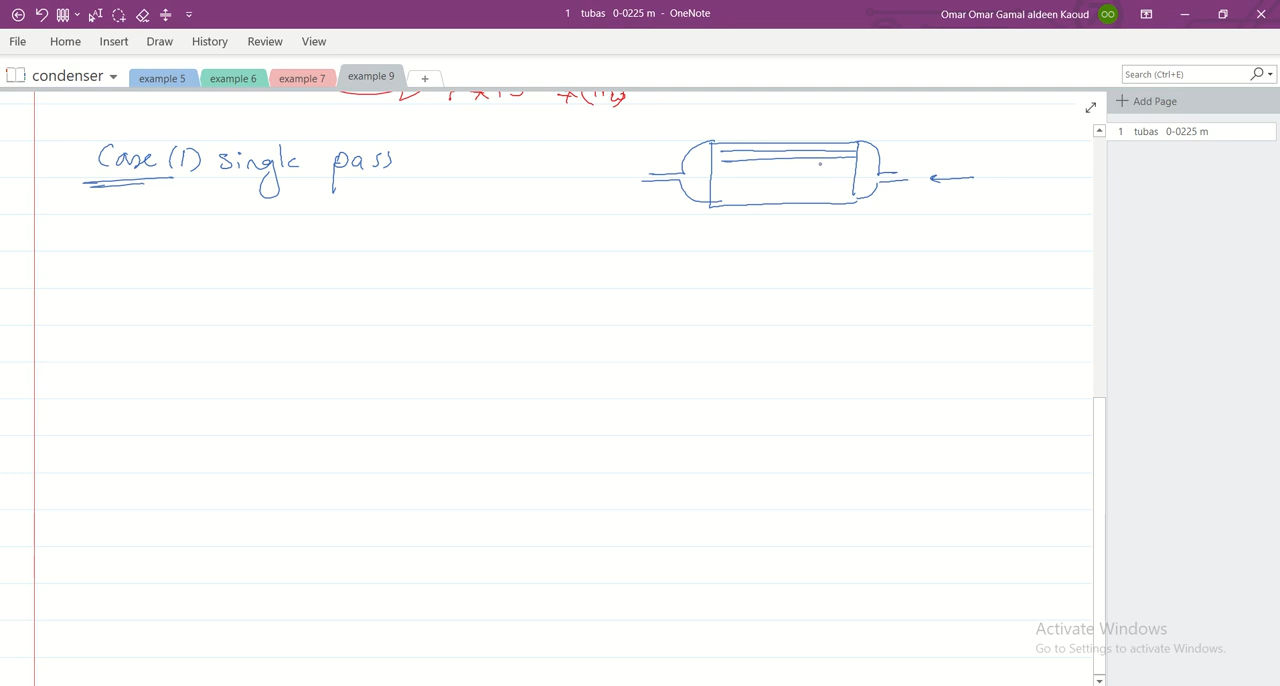 1 tubas 0-0225 m - OneNote
Omar Omar Gamal aldeen Kaoud OO
File Home Insert Draw History Review View
condenser example 5 example 6 example 7 example 9 +
Search (Ctrl+E)
+ Add Page
1 tubas 0-0225 m
Case (1) single pass
Activate Windows
Go to Settings to activate Windows.